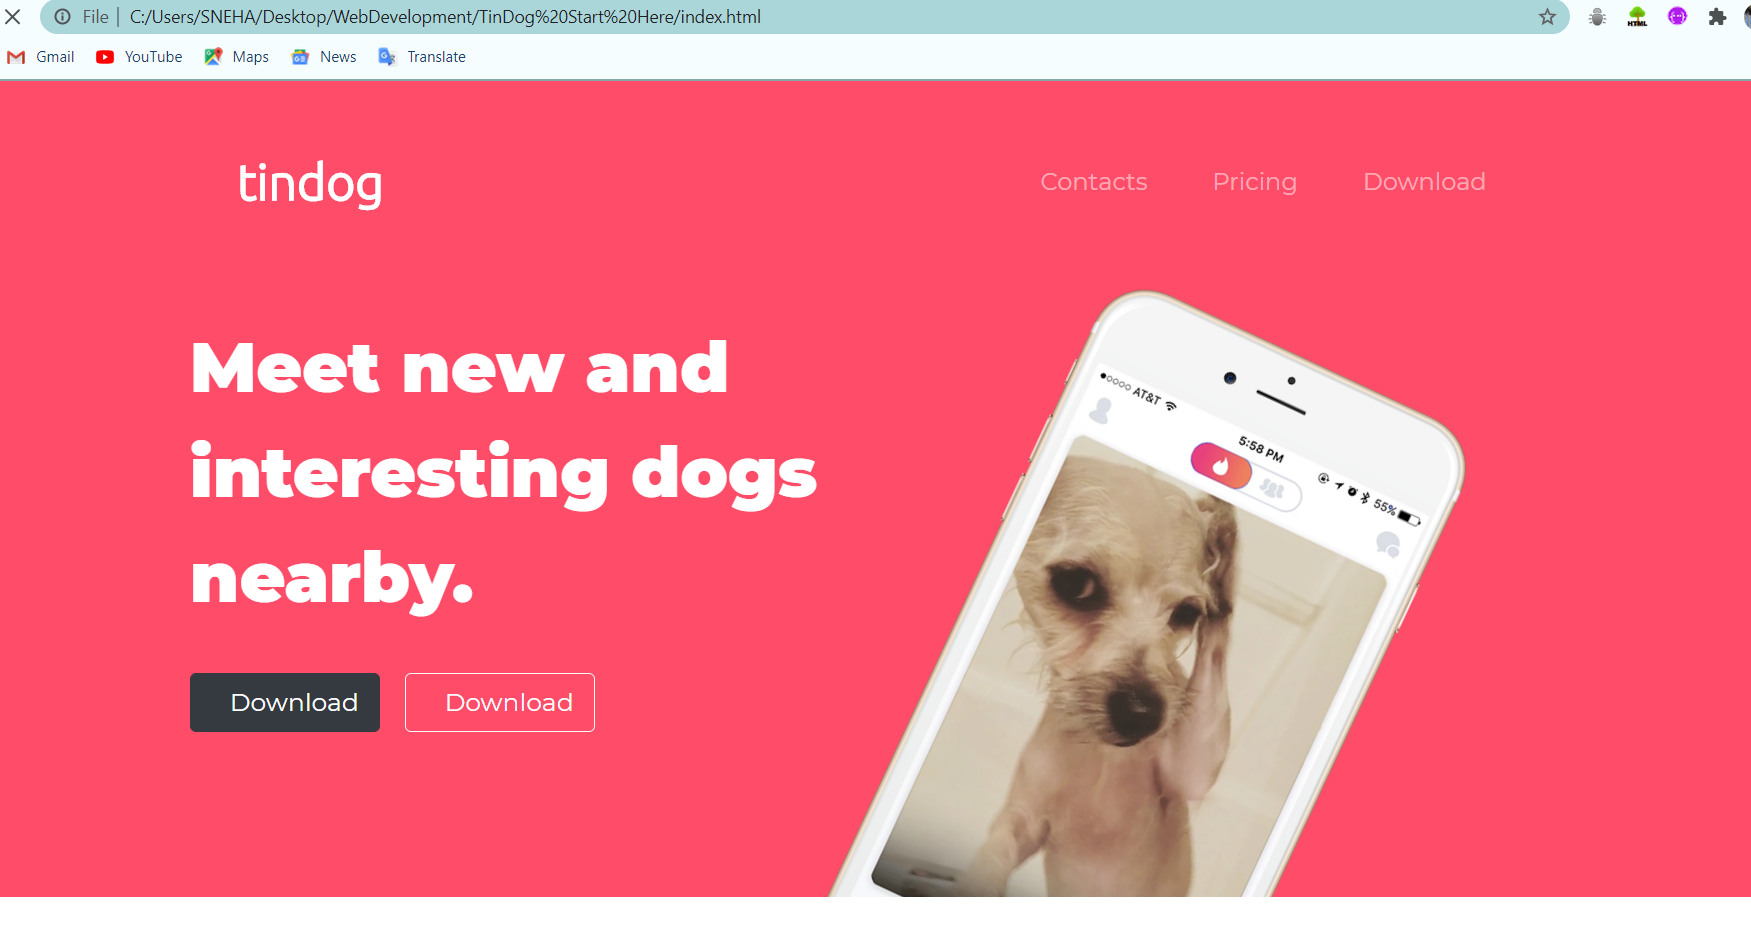 File | C:/Users/SNEHA/Desktop/WebDevelopment/TinDog%20Start%20Here/index.html
HTML
Gmail YouTube Maps News Translate
tindog
Contacts Pricing Download
Meet new and
interesting dogs
nearby.
Download Download
AT&T
5:58 PM
55%